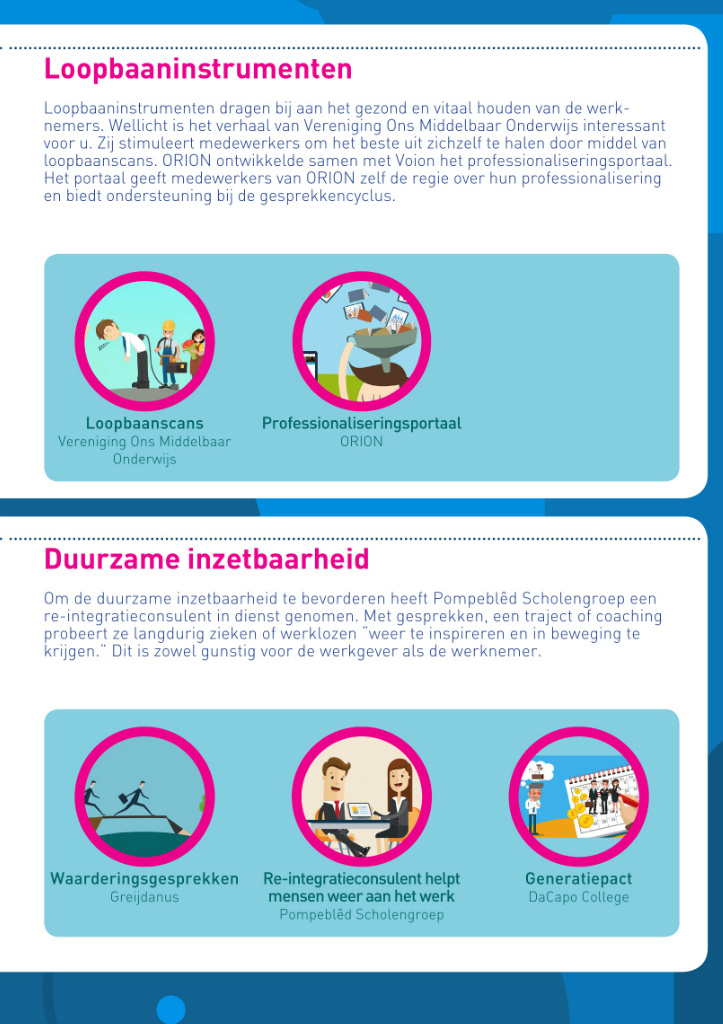 Loopbaaninstrumenten
Loopbaaninstrumenten dragen bij aan het gezond en vitaal houden van de werk-
nemers. Wellicht is het verhaal van Vereniging Ons Middelbaar Onderwijs interessant
voor u. Zij stimuleert medewerkers om het beste uit zichzelf te halen door middel van
loopbaanscans. ORION ontwikkelde samen met Voion het professionaliseringsportaal.
Het portaal geeft medewerkers van ORION zelf de regie over hun professionalisering
en biedt ondersteuning bij de gesprekkencyclus.
Loopbaanscans
Vereniging Ons Middelbaar
Onderwijs
Professionaliseringsportaal
ORION
Duurzame inzetbaarheid
Om de duurzame inzetbaarheid te bevorderen heeft Pompeblêd Scholengroep een
re-integratieconsulent in dienst genomen. Met gesprekken, een traject of coaching
probeert ze langdurig zieken of werklozen “weer te inspireren en in beweging te
krijgen.” Dit is zowel gunstig voor de werkgever als de werknemer.
Waarderingsgesprekken
Greijdanus
Re-integratieconsulent helpt
mensen weer aan het werk
Pompeblêd Scholengroep
Generatiepact
DaCapo College